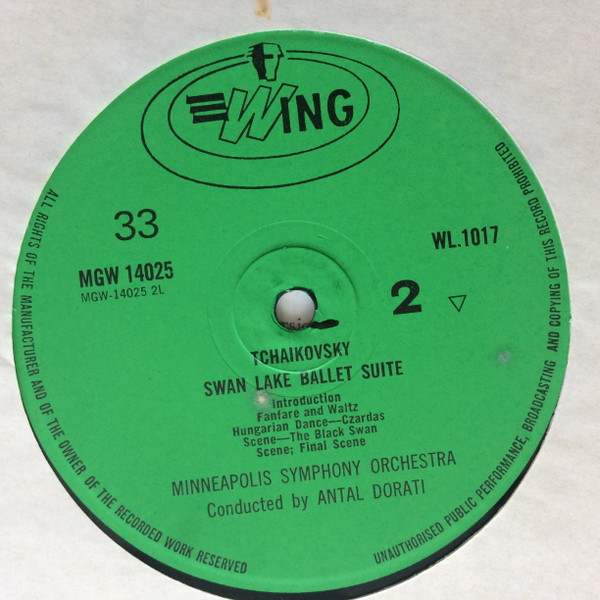 WING
33
WL.1017
MGW 14025
MGW-14025 2L
2
TCHAIKOVSKY
SWAN LAKE BALLET SUITE
Introduction
Fanfare and Waltz
Hungarian Dance—Czardas
Scene—The Black Swan
Scene; Final Scene
MINNEAPOLIS SYMPHONY ORCHESTRA
Conducted by ANTAL DORATI
ALL RIGHTS OF THE MANUFACTURER AND OF THE OWNER OF THE RECORDED WORK RESERVED
UNAUTHORISED PUBLIC PERFORMANCE, BROADCASTING AND COPYING OF THIS RECORD PROHIBITED